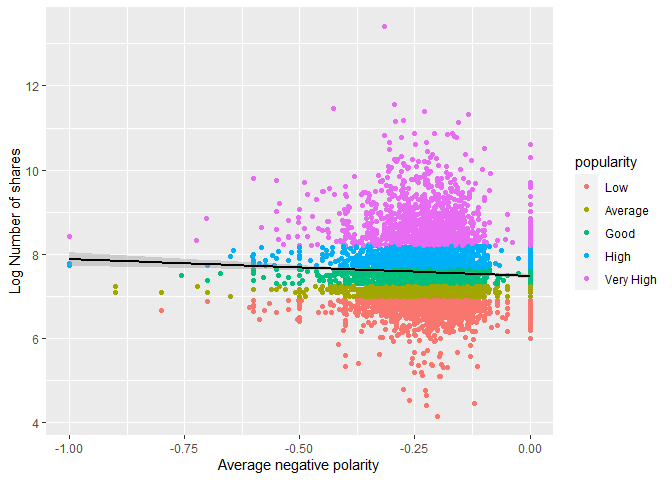 12
10
8
6
4
Log Number of shares
-1.00
-0.75
-0.50
-0.25
0.00
Average negative polarity
popularity
Low
Average
Good
High
Very High